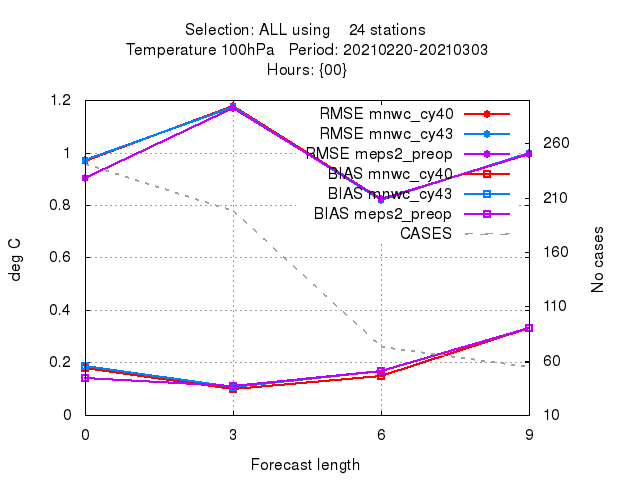 Selection: ALL using 24 stations
Temperature 100hPa Period: 20210220-20210303
Hours: {00}
1.2
1
0.8
0.6
0.4
0.2
0
deg C
RMSE mnwc_cy40
RMSE mnwc_cy43
RMSE meps2_preop
BIAS mnwc_cy40
BIAS mnwc_cy43
BIAS meps2_preop
CASES
260
210
160
110
60
10
No cases
0 3 6 9
Forecast length